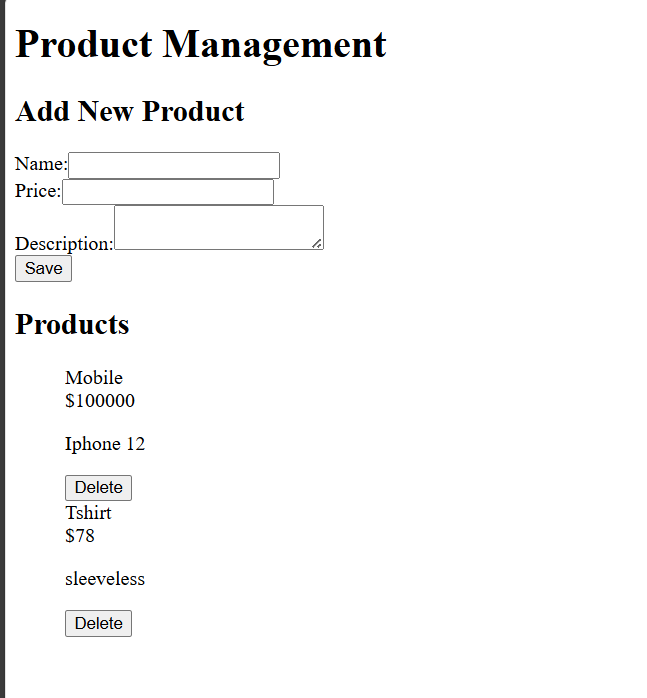 Product Management
Add New Product
Name:
Price:
Description:
Save
Products
Mobile
$100000
Iphone 12
Delete
Tshirt
$78
sleeveless
Delete